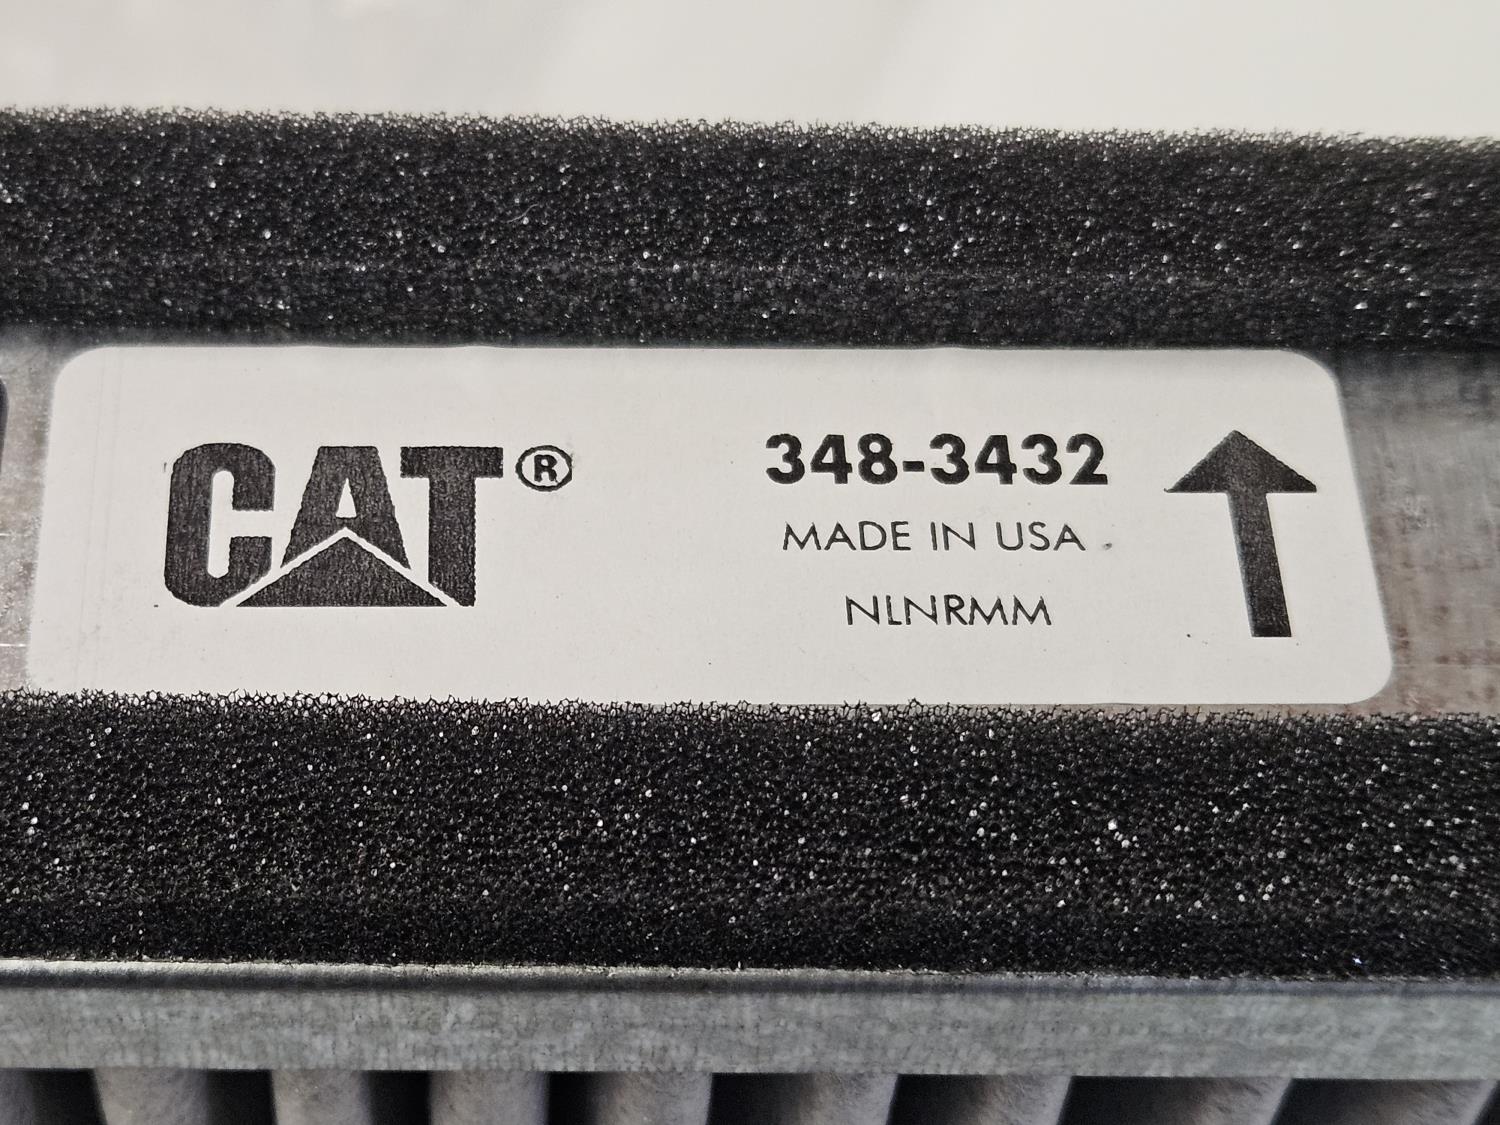 CAT®
348-3432
MADE IN USA
NLNRMM